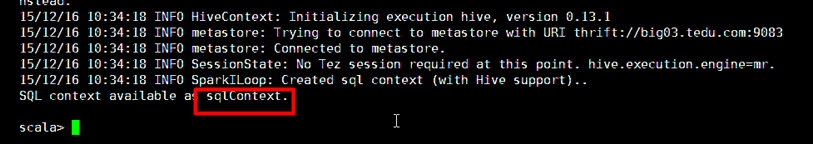 nstead.
15/12/16 10:34:18 INFO HiveContext: Initializing execution hive, version 0.13.1
15/12/16 10:34:18 INFO metastore: Trying to connect to metastore with URI thrift://big03.tedu.com:9083
15/12/16 10:34:18 INFO metastore: Connected to metastore.
15/12/16 10:34:18 INFO SessionState: No Tez session required at this point. hive.execution.engine=mr.
15/12/16 10:34:18 INFO SparkILoop: Created sql context (with Hive support)..
SQL context available as sqlContext.
scala>